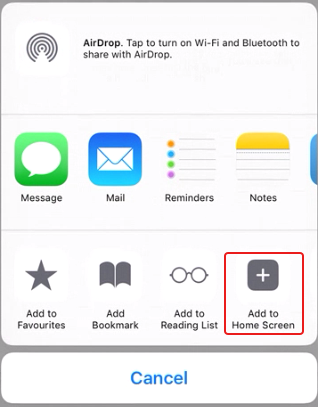 AirDrop. Tap to turn on Wi-Fi and Bluetooth to
share with AirDrop.
Message
Mail
Reminders
Notes
Add to
Favourites
Add
Bookmark
Add to
Reading List
Add to
Home Screen
Cancel